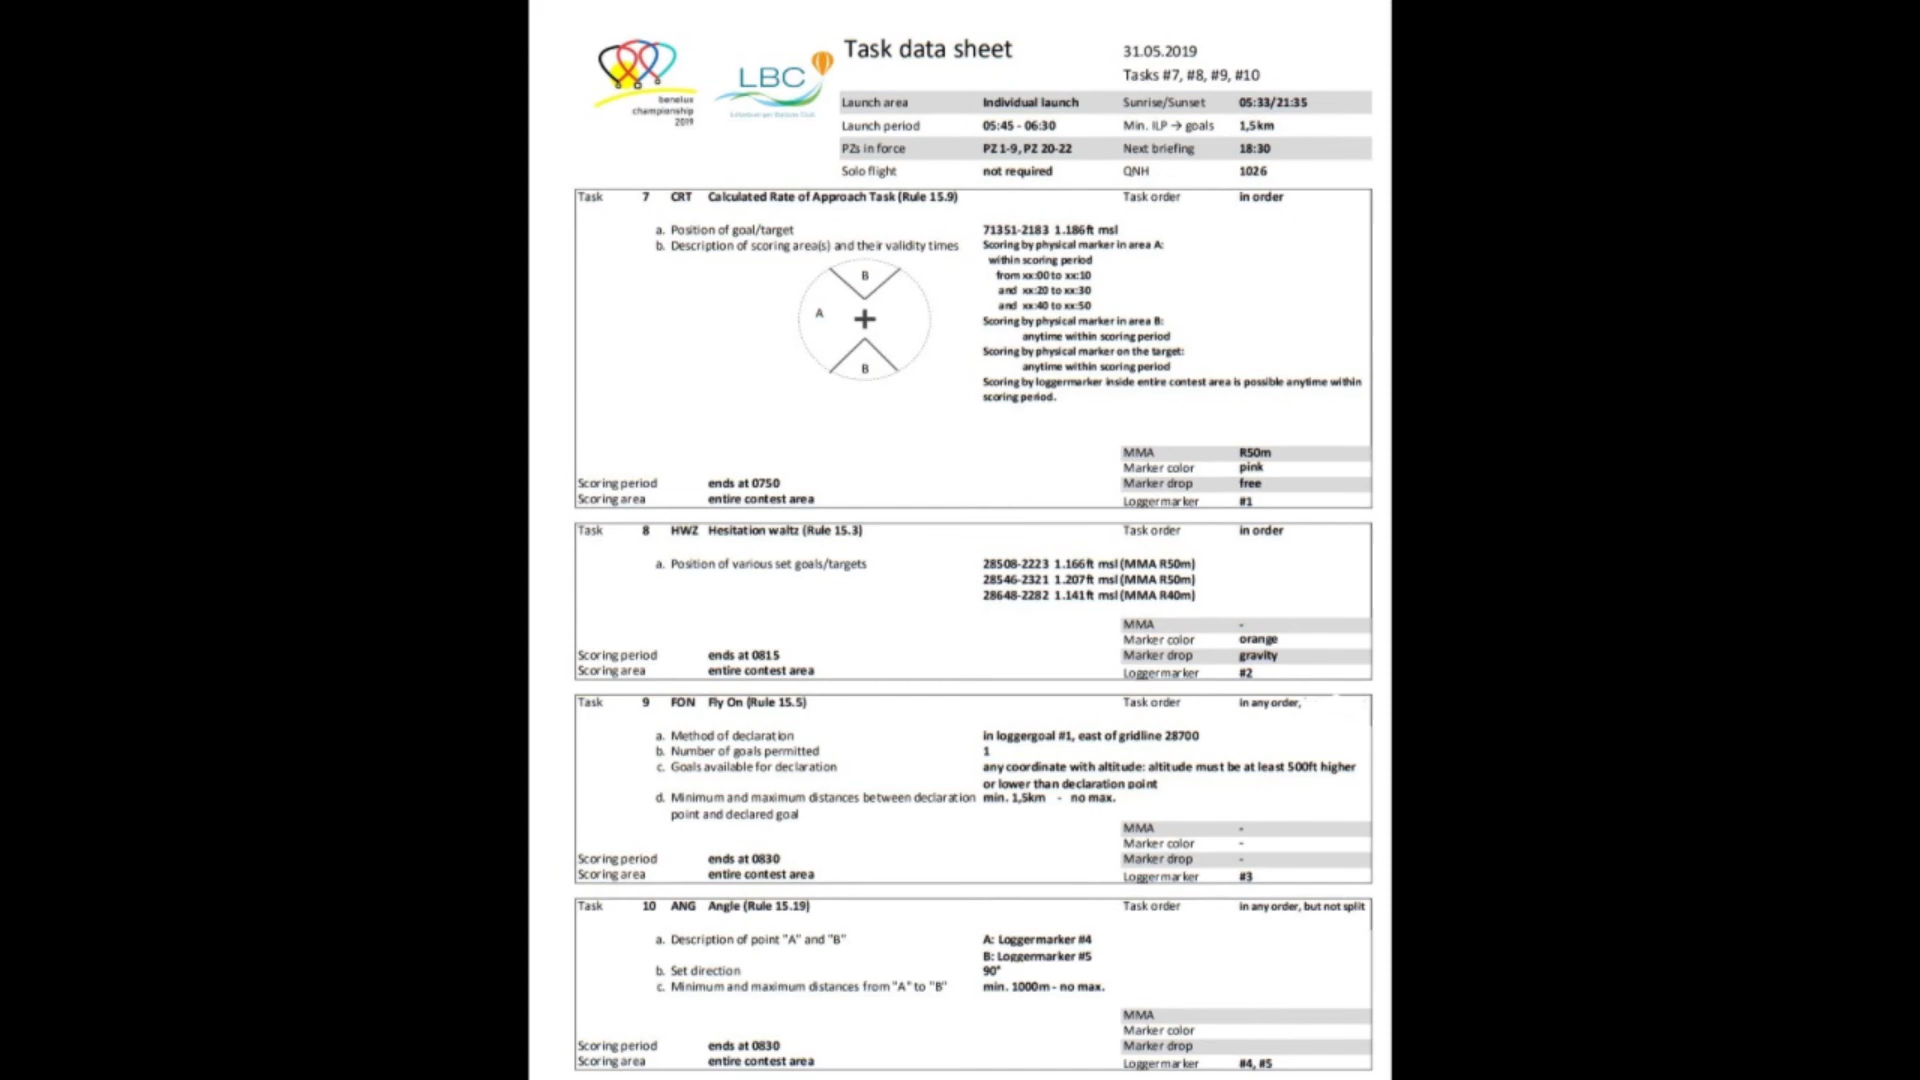 benelux
championship
2019
LBC
Task data sheet
31.05.2019
Tasks #7, #8, #9, #10
Launch area Individual launch Sunrise/Sunset 05:33/21:35
Launch period 05:45 - 06:30 Min. ILP → goals 1,5km
PZs in force PZ 1-9, PZ 20-22 Next briefing 18:30
Solo flight not required QNH 1026
Task 7 CRT Calculated Rate of Approach Task (Rule 15.9) Task order in order
a. Position of goal/target 71351-2183 1.186ft msl
b. Description of scoring area(s) and their validity times Scoring by physical marker in area A:
within scoring period
from xx:00 to xx:10
and xx:20 to xx:30
and xx:40 to xx:50
Scoring by physical marker in area B:
anytime within scoring period
Scoring by physical marker on the target:
anytime within scoring period
Scoring by loggermarker inside entire contest area is possible anytime within
scoring period.
B
A
B
MMA R50m
Marker color pink
Scoring period ends at 0750 Marker drop free
Scoring area entire contest area Loggermarker #1
Task 8 HWZ Hesitation waltz (Rule 15.3) Task order in order
a. Position of various set goals/targets 28508-2223 1.166ft msl (MMA R50m)
28546-2321 1.207ft msl (MMA R50m)
28648-2282 1.141ft msl (MMA R40m)
MMA -
Marker color orange
Scoring period ends at 0815 Marker drop gravity
Scoring area entire contest area Loggermarker #2
Task 9 FON Fly On (Rule 15.5) Task order in any order,
a. Method of declaration in loggergoal #1, east of gridline 28700
b. Number of goals permitted 1
c. Goals available for declaration any coordinate with altitude: altitude must be at least 500ft higher
or lower than declaration point
d. Minimum and maximum distances between declaration min. 1,5km - no max.
point and declared goal
MMA -
Marker color -
Scoring period ends at 0830 Marker drop -
Scoring area entire contest area Loggermarker #3
Task 10 ANG Angle (Rule 15.19) Task order in any order, but not split
a. Description of point "A" and "B" A: Loggermarker #4
B: Loggermarker #5
b. Set direction 90°
c. Minimum and maximum distances from "A" to "B" min. 1000m - no max.
MMA
Marker color
Scoring period ends at 0830 Marker drop
Scoring area entire contest area Loggermarker #4, #5